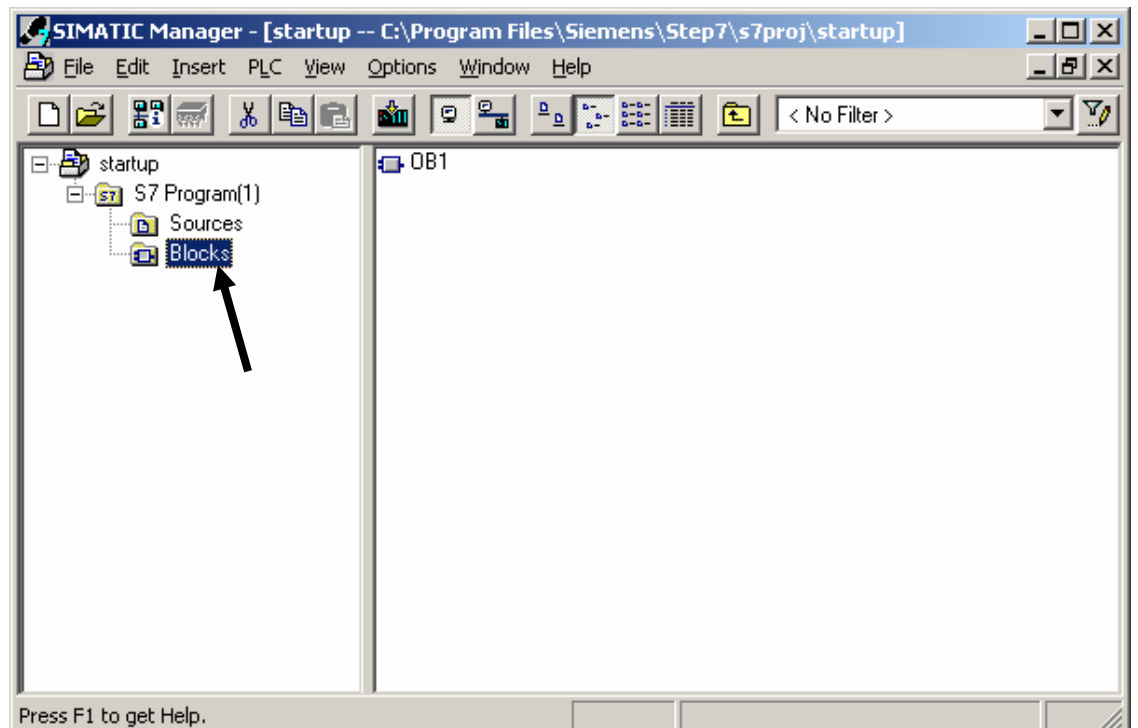 SIMATIC Manager - [startup -- C:\Program Files\Siemens\Step7\s7proj\startup]
File Edit Insert PLC View Options Window Help
< No Filter >
startup
S7 Program(1)
Sources
Blocks
OB1
Press F1 to get Help.